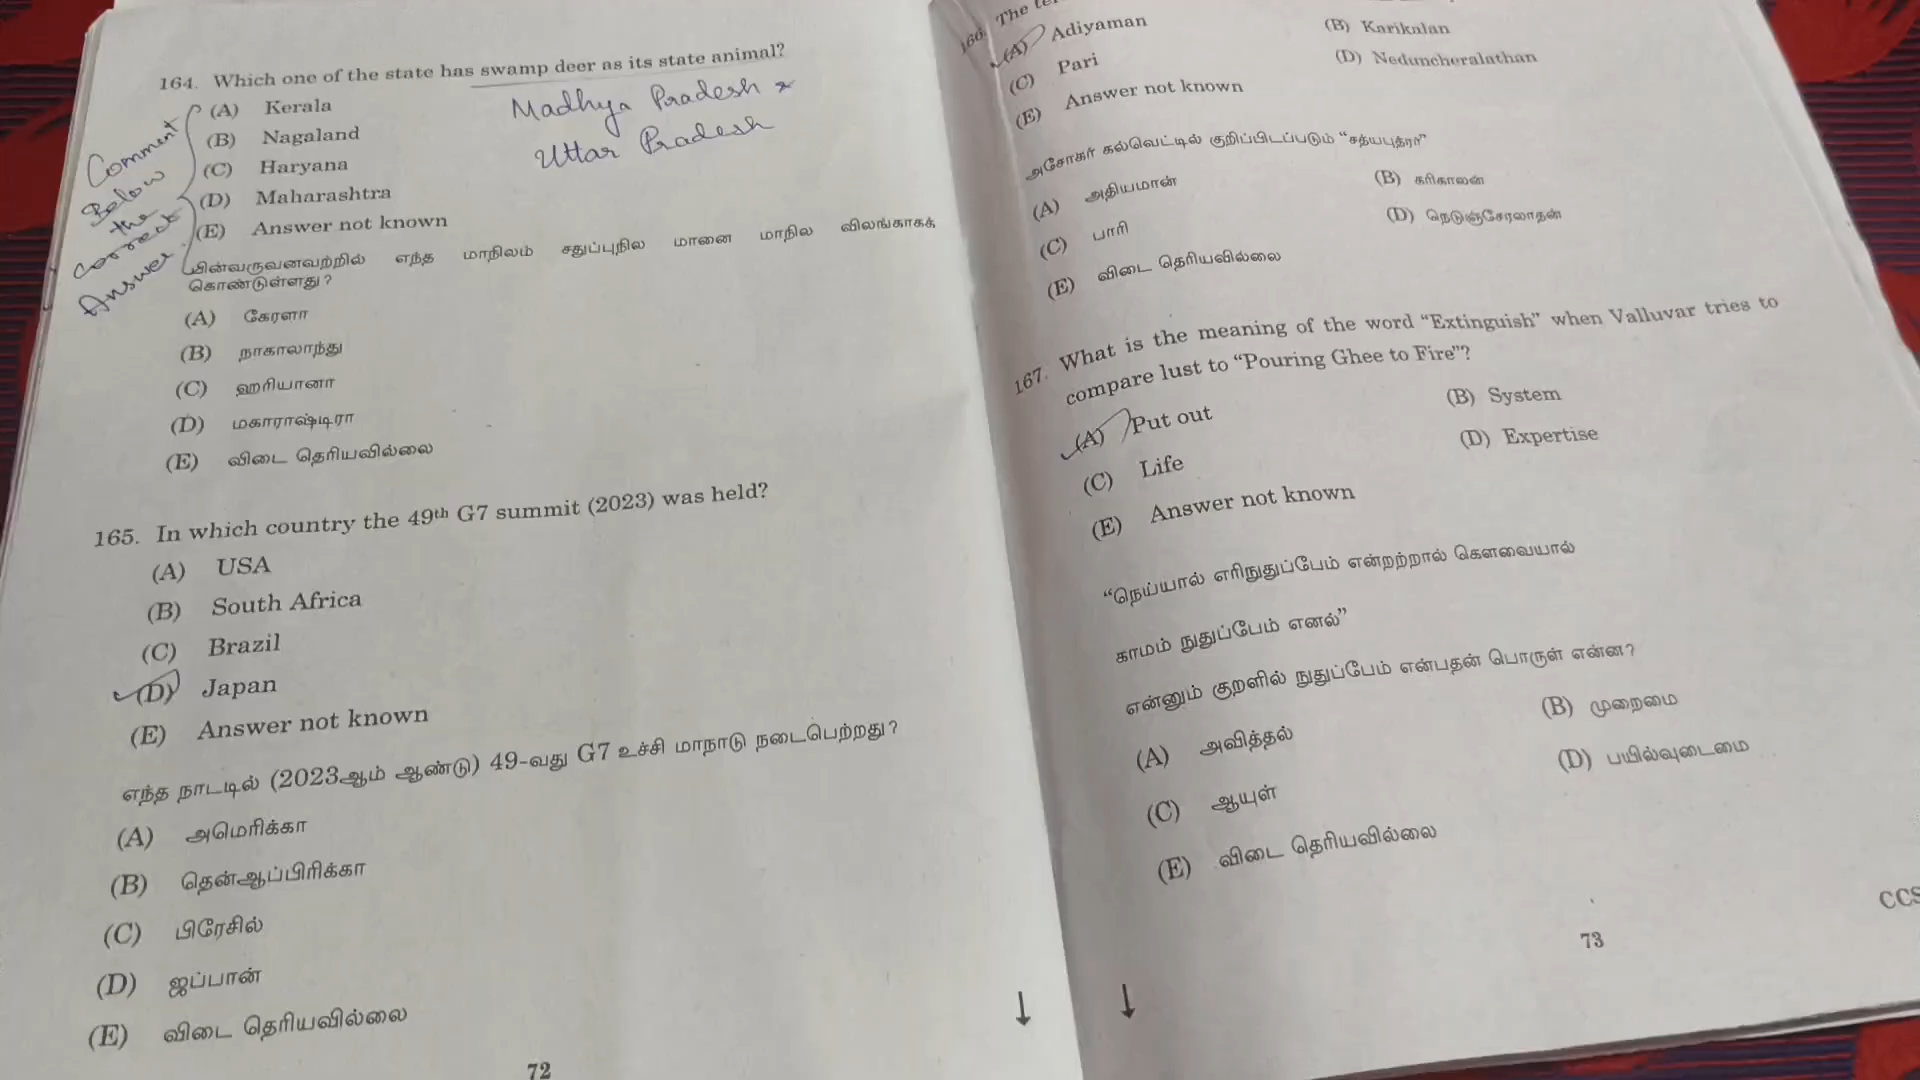 164. Which one of the state has swamp deer as its state animal?
(A) Kerala
(B) Nagaland
(C) Haryana
(D) Maharashtra
(E) Answer not known
Madhya Pradesh
Uttar Pradesh
Comment
Below
the
correct
Answer
பின்வருவனவற்றில் எந்த மாநிலம் சதுப்புநில மானை மாநில விலங்காகக்
கொண்டுள்ளது?
(A) கேரளா
(B) நாகாலாந்து
(C) ஹரியானா
(D) மகாராஷ்டிரா
(E) விடை தெரியவில்லை
165. In which country the 49th G7 summit (2023) was held?
(A) USA
(B) South Africa
(C) Brazil
(D) Japan
(E) Answer not known
எந்த நாட்டில் (2023ஆம் ஆண்டு) 49-வது G7 உச்சி மாநாடு நடைபெற்றது?
(A) அமெரிக்கா
(B) தென்ஆப்பிரிக்கா
(C) பிரேசில்
(D) ஜப்பான்
(E) விடை தெரியவில்லை
72
166. The
(A) Adiyaman (B) Karikalan
(C) Pari (D) Neduncheralathan
(E) Answer not known
அசோகர் கல்வெட்டில் குறிப்பிடப்படும் “சத்யபுத்ரா”
(A) அதியமான் (B) கரிகாலன்
(C) பாரி (D) நெடுஞ்சேரலாதன்
(E) விடை தெரியவில்லை
167. What is the meaning of the word “Extinguish” when Valluvar tries to
compare lust to “Pouring Ghee to Fire”?
(A) Put out (B) System
(C) Life (D) Expertise
(E) Answer not known
“நெய்யால் எரிநுதுப்பேம் என்றற்றால் கௌவையால்
காமம் நுதுப்பேம் எனல்”
என்னும் குறளில் நுதுப்பேம் என்பதன் பொருள் என்ன?
(A) அவித்தல் (B) முறைமை
(C) ஆயுள் (D) பயில்வுடைமை
(E) விடை தெரியவில்லை
73
CCS